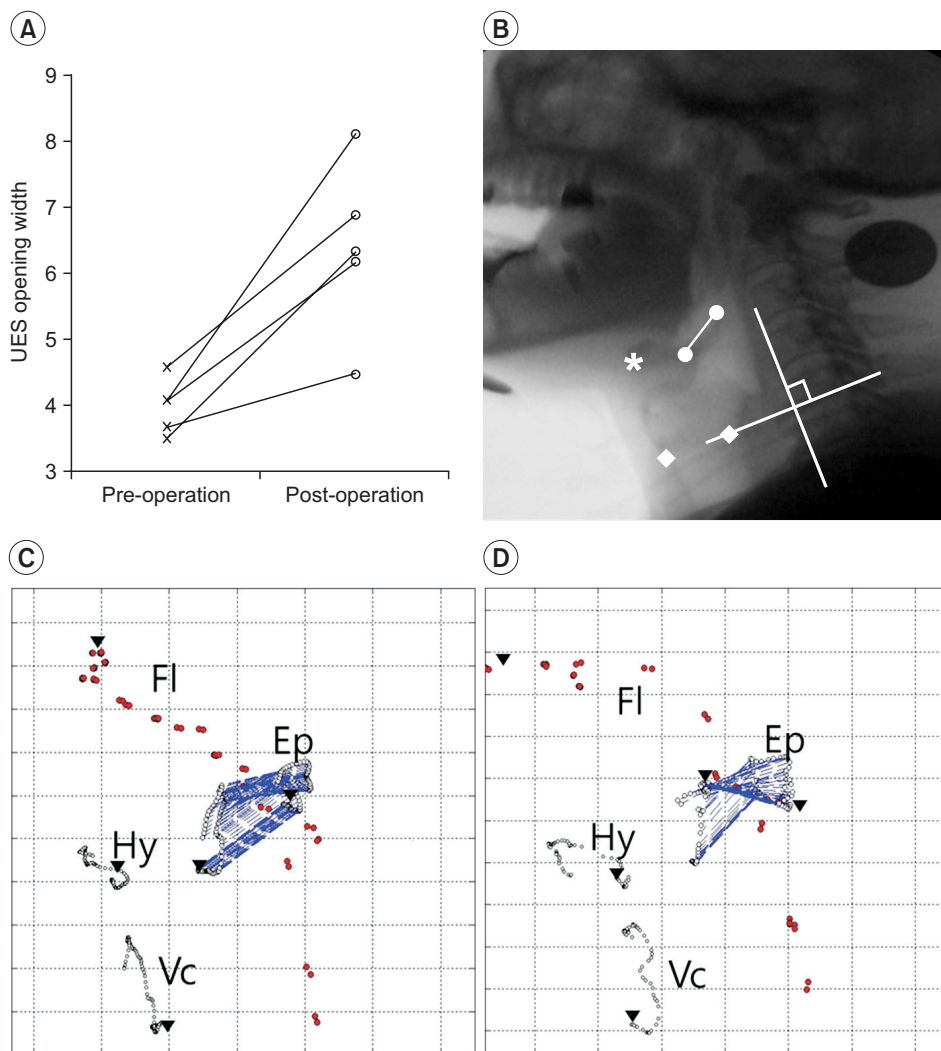 A
9
8
7
6
5
4
3
UES opening width
Pre-operation
Post-operation
B
*
C
Fl
Ep
Hy
Vc
D
Fl
Ep
Hy
Vc